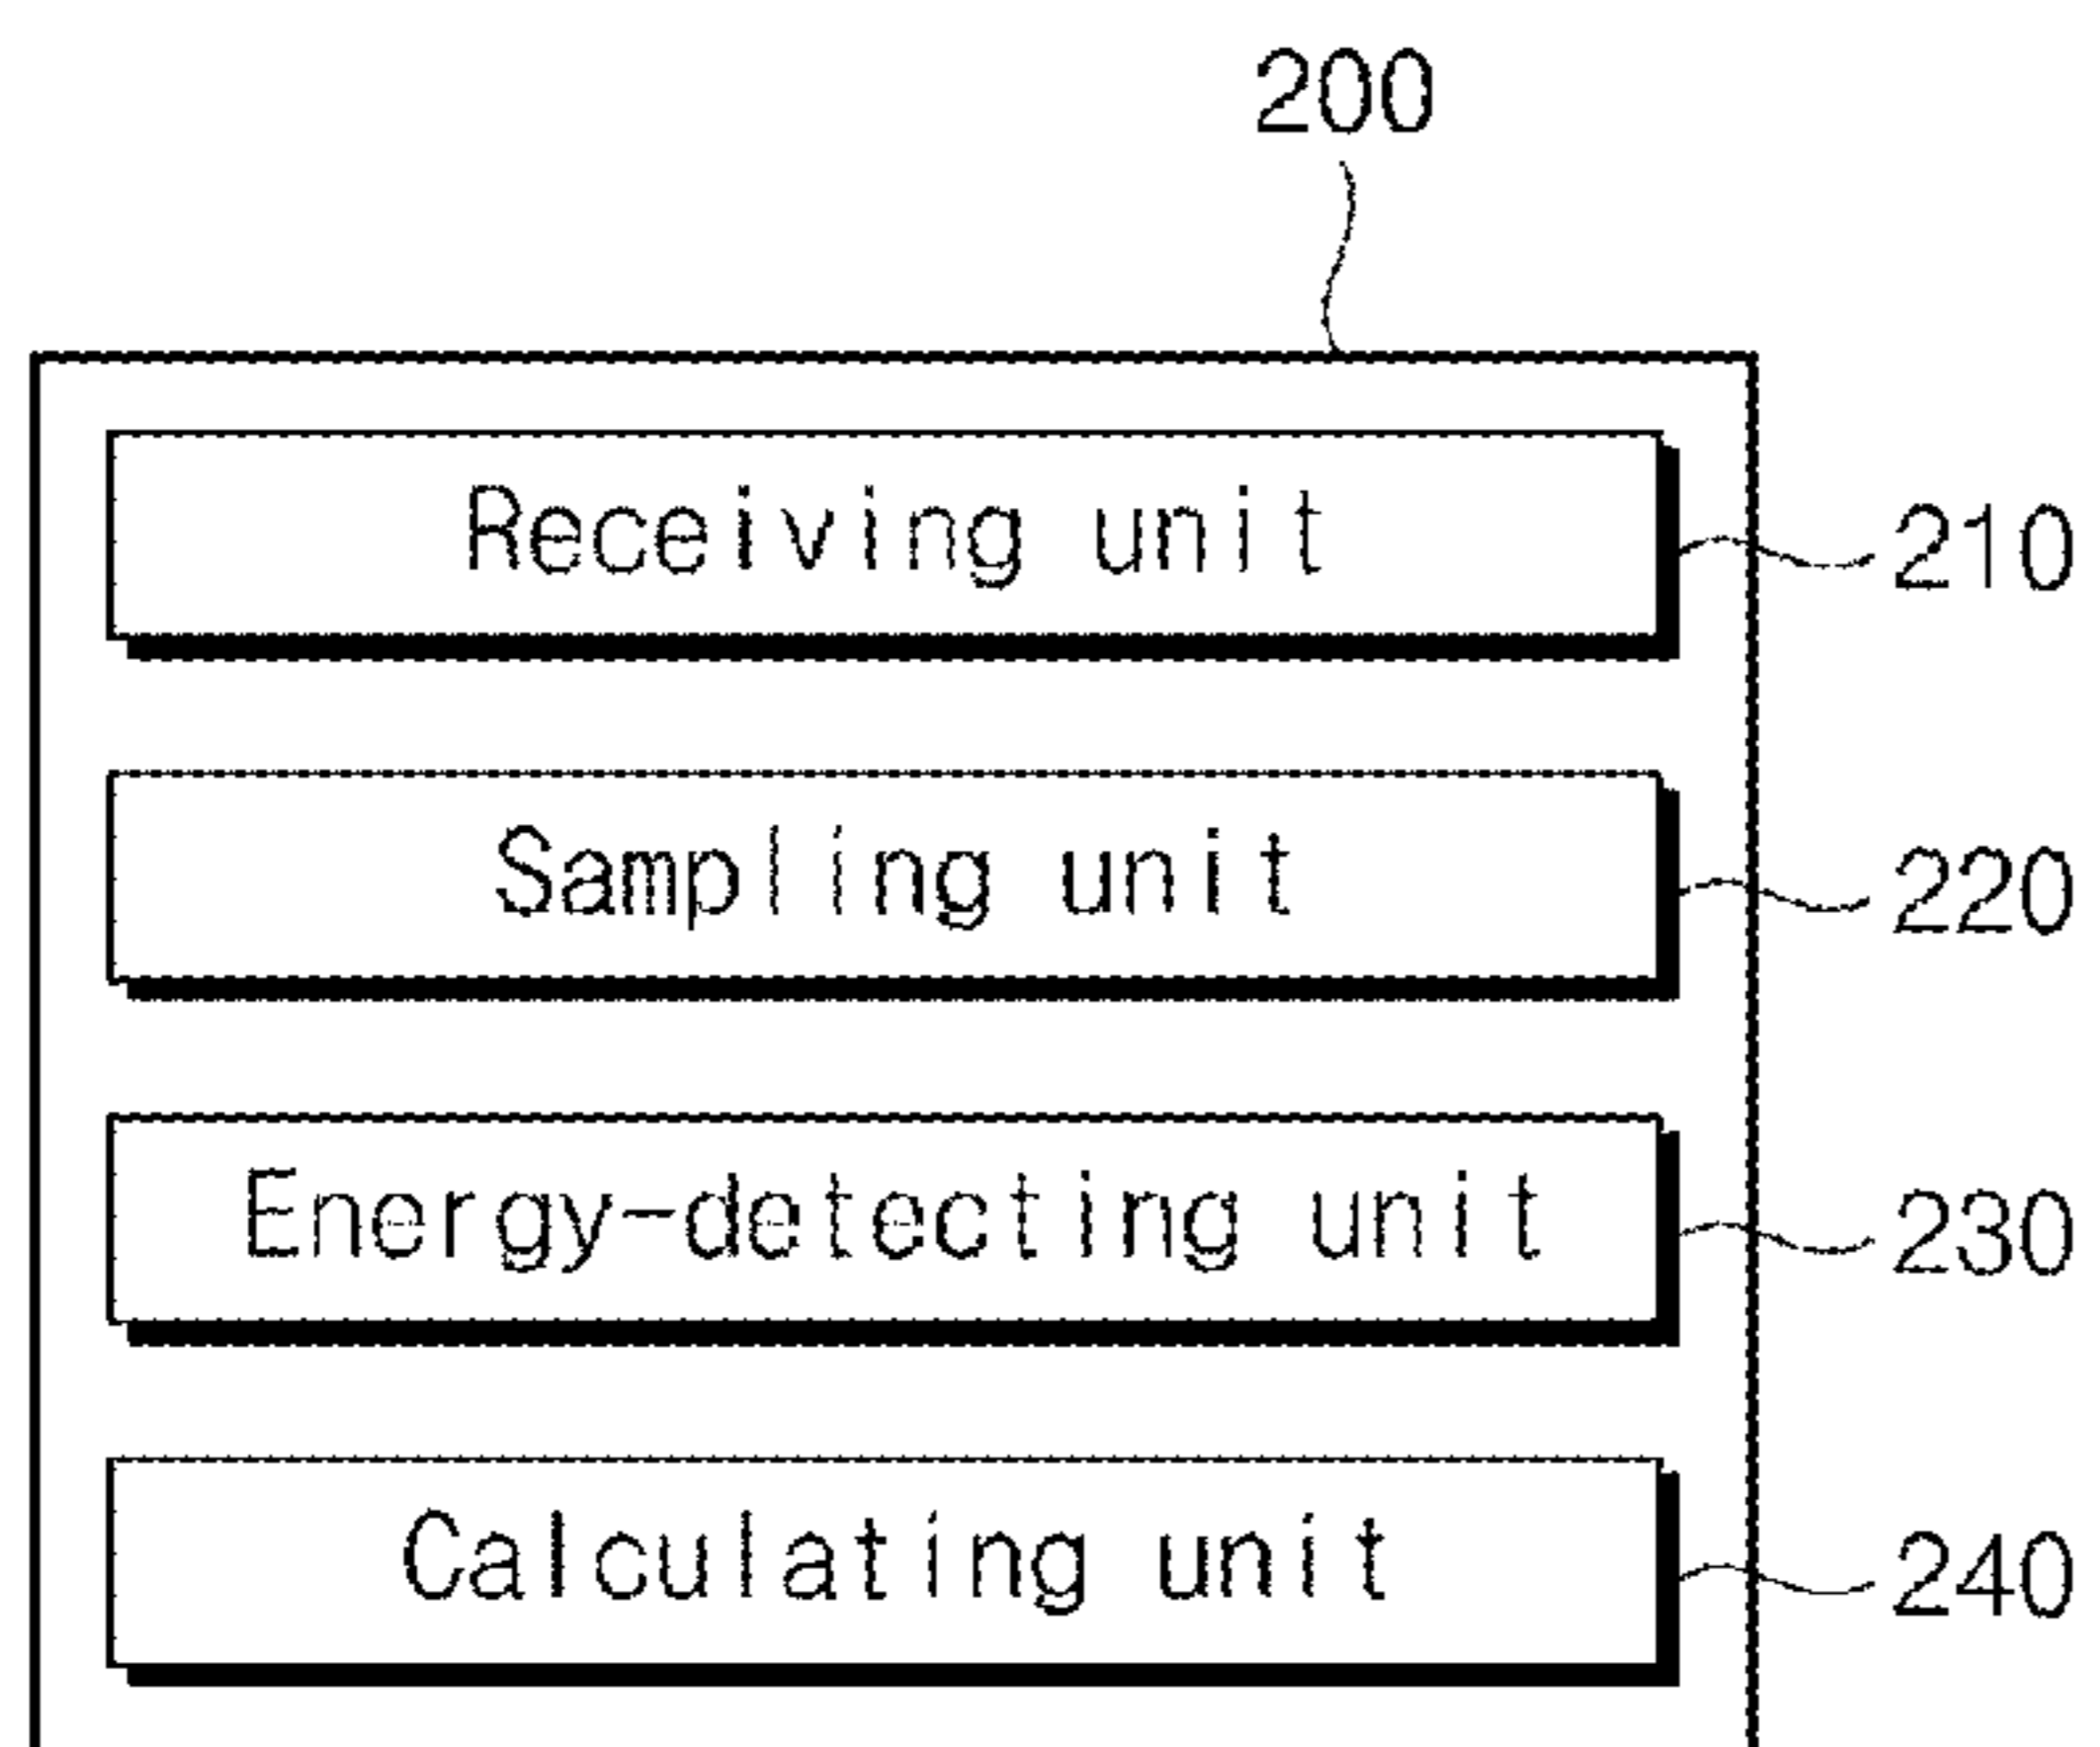 200
Receiving unit 210
Sampling unit 220
Energy-detecting unit 230
Calculating unit 240